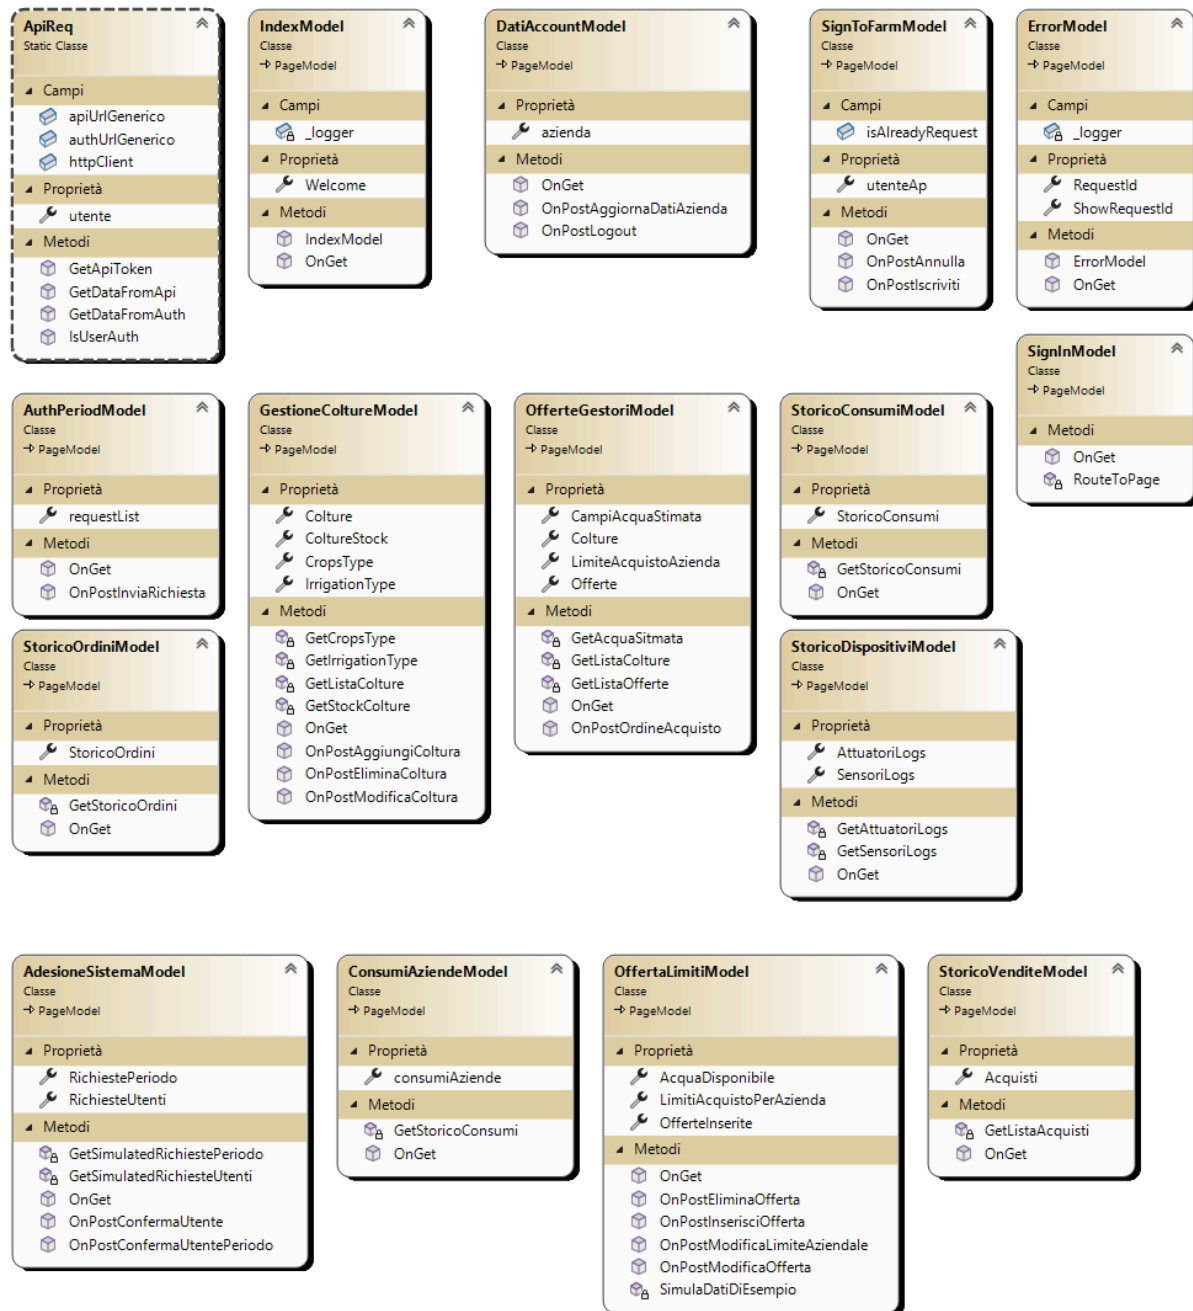 ApiReq
Static Classe
Campi
apiUrlGenerico
authUrlGenerico
httpClient
Proprietà
utente
Metodi
GetApiToken
GetDataFromApi
GetDataFromAuth
IsUserAuth
IndexModel
Classe
PageModel
Campi
_logger
Proprietà
Welcome
Metodi
IndexModel
OnGet
DatiAccountModel
Classe
PageModel
Proprietà
azienda
Metodi
OnGet
OnPostAggiornaDatiAzienda
OnPostLogout
SignToFarmModel
Classe
PageModel
Campi
isAlreadyRequest
Proprietà
utenteAp
Metodi
OnGet
OnPostAnnulla
OnPostIscriviti
ErrorModel
Classe
PageModel
Campi
_logger
Proprietà
RequestId
ShowRequestId
Metodi
ErrorModel
OnGet
SignInModel
Classe
PageModel
Metodi
OnGet
RouteToPage
AuthPeriodModel
Classe
PageModel
Proprietà
requestList
Metodi
OnGet
OnPostInviaRichiesta
GestioneColtureModel
Classe
PageModel
Proprietà
Colture
ColtureStock
CropsType
IrrigationType
Metodi
GetCropsType
GetIrrigationType
GetListaColture
GetStockColture
OnGet
OnPostAggiungiColtura
OnPostEliminaColtura
OnPostModificaColtura
OfferteGestoriModel
Classe
PageModel
Proprietà
CampiAcquaStimata
Colture
LimiteAcquistoAzienda
Offerte
Metodi
GetAcquaSitmata
GetListaColture
GetListaOfferte
OnGet
OnPostOrdineAcquisto
StoricoConsumiModel
Classe
PageModel
Proprietà
StoricoConsumi
Metodi
GetStoricoConsumi
OnGet
StoricoOrdiniModel
Classe
PageModel
Proprietà
StoricoOrdini
Metodi
GetStoricoOrdini
OnGet
StoricoDispositiviModel
Classe
PageModel
Proprietà
AttuatoriLogs
SensoriLogs
Metodi
GetAttuatoriLogs
GetSensoriLogs
OnGet
AdesioneSistemaModel
Classe
PageModel
Proprietà
RichiestePeriodo
RichiesteUtenti
Metodi
GetSimulatedRichiestePeriodo
GetSimulatedRichiesteUtenti
OnGet
OnPostConfermaUtente
OnPostConfermaUtentePeriodo
ConsumiAziendeModel
Classe
PageModel
Proprietà
consumiAziende
Metodi
GetStoricoConsumi
OnGet
OffertaLimitiModel
Classe
PageModel
Proprietà
AcquaDisponibile
LimitiAcquistoPerAzienda
OfferteInserite
Metodi
OnGet
OnPostEliminaOfferta
OnPostInserisciOfferta
OnPostModificaLimiteAziendale
OnPostModificaOfferta
SimulaDatiDiEsempio
StoricoVenditeModel
Classe
PageModel
Proprietà
Acquisti
Metodi
GetListaAcquisti
OnGet